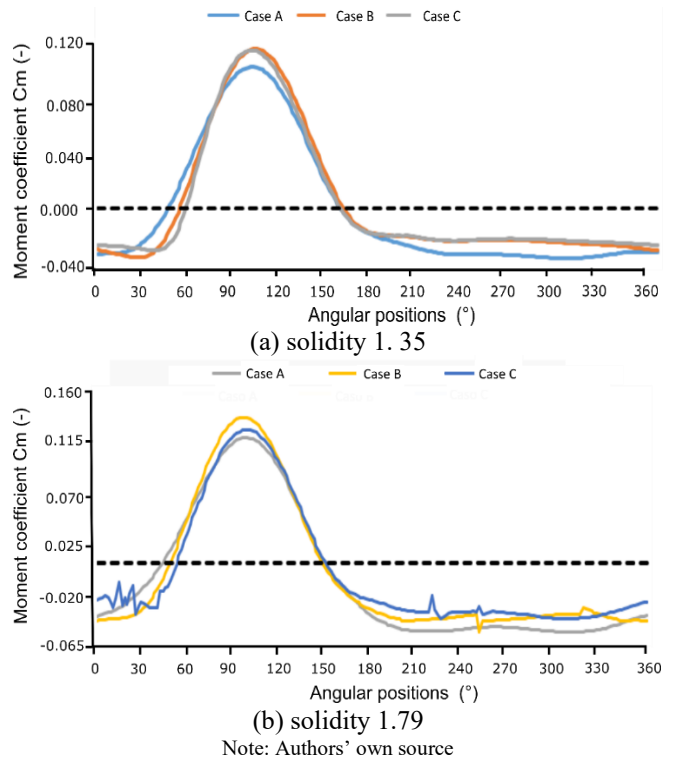 Case A Case B Case C
0.120
0.080
0.040
0.000
-0.040
Moment coefficient Cm (-)
0 30 60 90 120 150 180 210 240 270 300 330 360
Angular positions (°)
(a) solidity 1. 35
Case A Case B Case C
0.160
0.115
0.070
0.025
-0.020
-0.065
Moment coefficient Cm (-)
0 30 60 90 120 150 180 210 240 270 300 330 360
Angular positions (°)
(b) solidity 1.79
Note: Authors’ own source